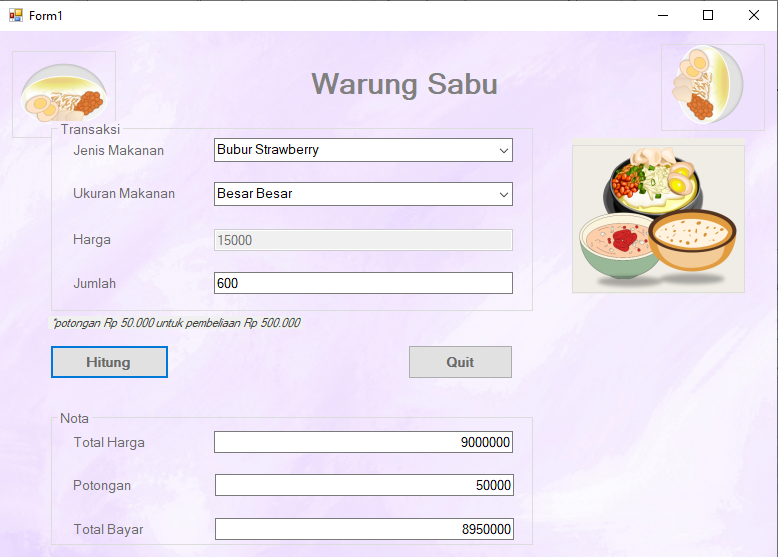 Form1
Warung Sabu
Transaksi
Jenis Makanan Bubur Strawberry
Ukuran Makanan Besar Besar
Harga 15000
Jumlah 600
*potongan Rp 50.000 untuk pembeliaan Rp 500.000
Hitung Quit
Nota
Total Harga 9000000
Potongan 50000
Total Bayar 8950000